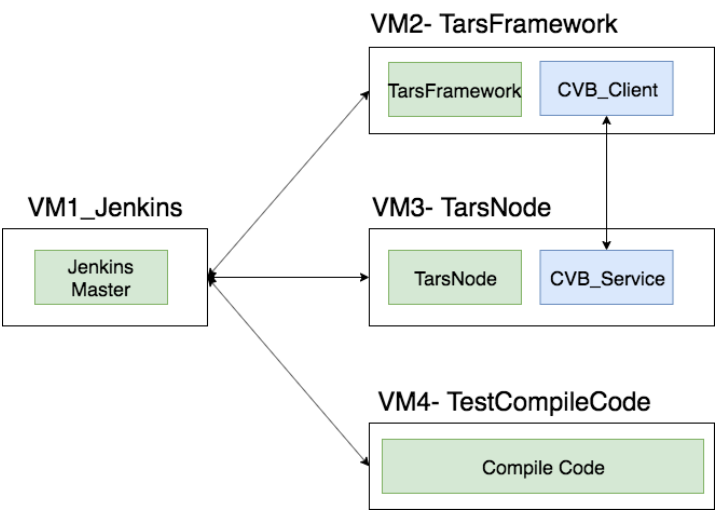 VM2- TarsFramework
TarsFramework
CVB_Client
VM1_Jenkins
Jenkins
Master
VM3- TarsNode
TarsNode
CVB_Service
VM4- TestCompileCode
Compile Code